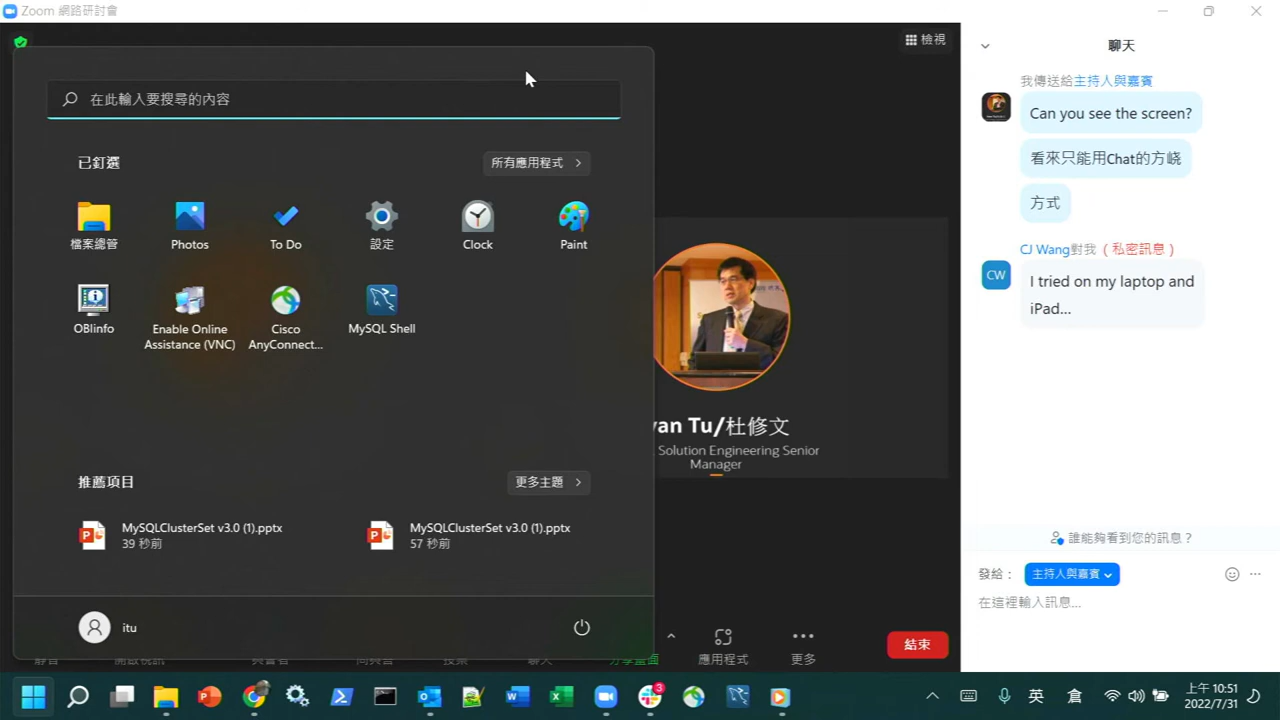 Zoom 網路研討會
檢視
在此輸入要搜尋的內容
已釘選
所有應用程式
檔案總管
Photos
To Do
設定
Clock
Paint
OBIinfo
Enable Online
Assistance (VNC)
Cisco
AnyConnect...
MySQL Shell
推薦項目
更多主題
MySQLClusterSet v3.0 (1).pptx
39 秒前
MySQLClusterSet v3.0 (1).pptx
57 秒前
itu
van Tu/杜修文
Solution Engineering Senior
Manager
分享畫面
應用程式
更多
結束
聊天
我傳送給主持人與嘉賓
Can you see the screen?
看來只能用Chat的方嶢
方式
CJ Wang對我（私密訊息）
CW
I tried on my laptop and
iPad...
誰能夠看到您的訊息？
發給：
主持人與嘉賓
在這裡輸入訊息...
3
英
倉
上午 10:51
2022/7/31